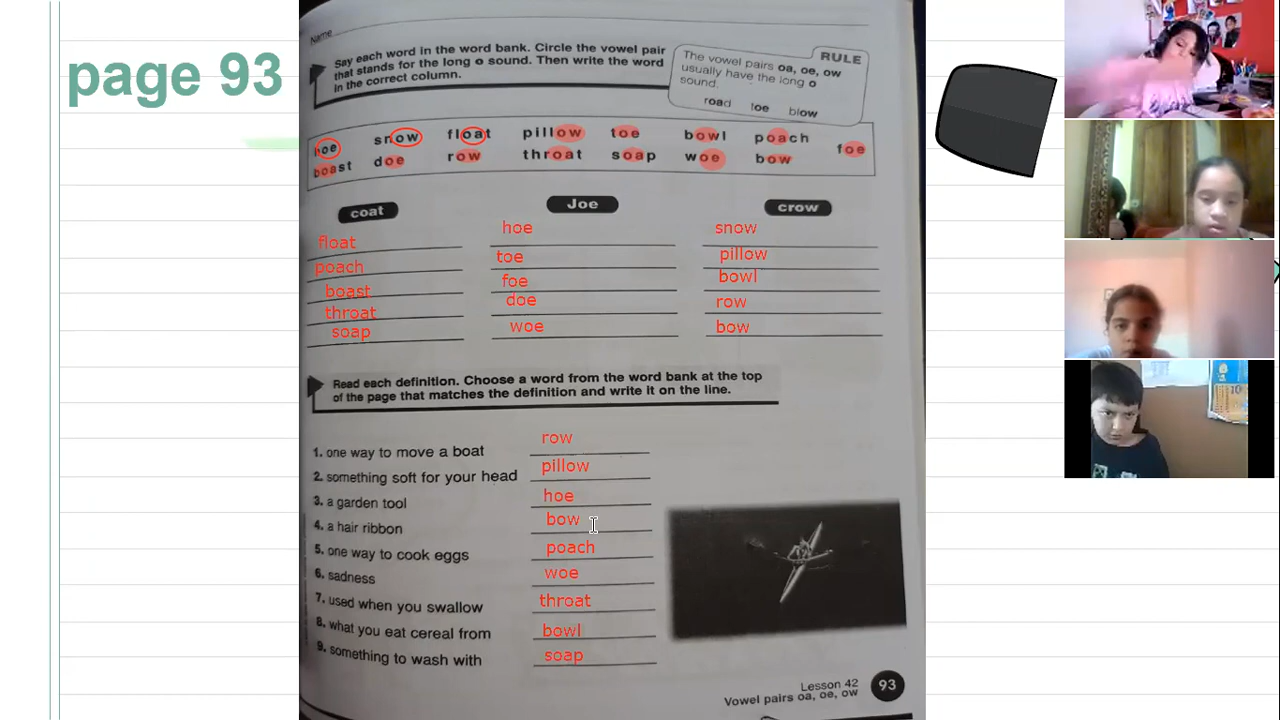 page 93
Name
Say each word in the word bank. Circle the vowel pair
that stands for the long o sound. Then write the word
in the correct column.
RULE
The vowel pairs oa, oe, ow
usually have the long o
sound.
road toe blow
hoe snow float pillow toe bowl poach foe
boast doe row throat soap woe bow
coat Joe crow
float hoe snow
poach toe pillow
boast foe bowl
throat doe row
soap woe bow
Read each definition. Choose a word from the word bank at the top
of the page that matches the definition and write it on the line.
1. one way to move a boat row
2. something soft for your head pillow
3. a garden tool hoe
4. a hair ribbon bow
5. one way to cook eggs poach
6. sadness woe
7. used when you swallow throat
8. what you eat cereal from bowl
9. something to wash with soap
Lesson 42
Vowel pairs oa, oe, ow
93
10